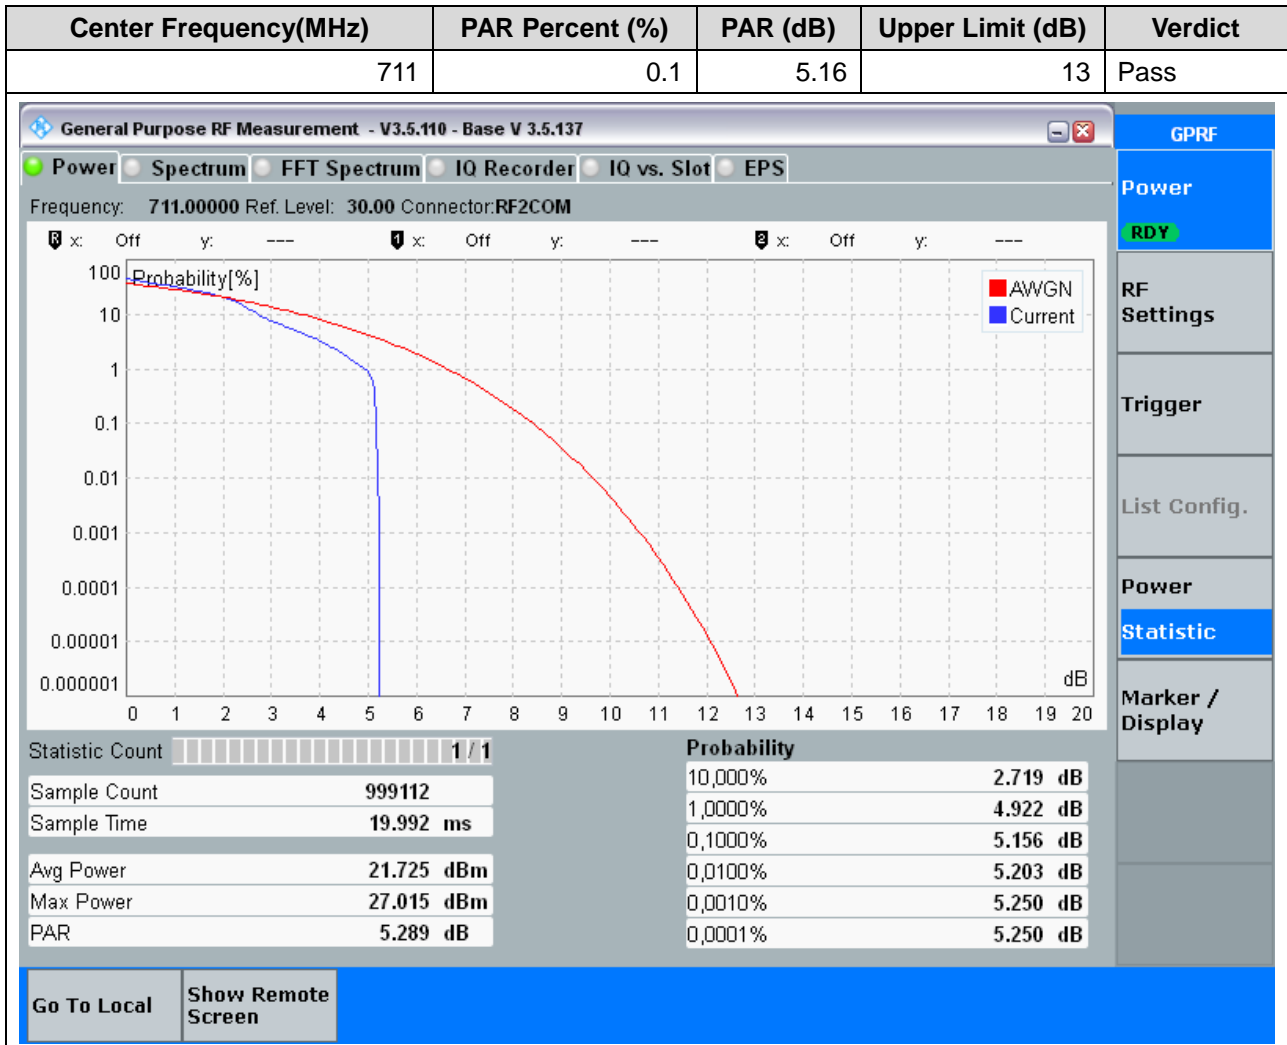 Center Frequency(MHz) PAR Percent (%) PAR (dB) Upper Limit (dB) Verdict
711 0.1 5.16 13 Pass
General Purpose RF Measurement - V3.5.110 - Base V 3.5.137
GPRF
Power Spectrum FFT Spectrum IQ Recorder IQ vs. Slot EPS
Power
RDY
Frequency: 711.00000 Ref. Level: 30.00 Connector:RF2COM
R x: Off y: --- 1 x: Off y: --- 2 x: Off y: ---
Probability[%]
AWGN
Current
100
10
1
0.1
0.01
0.001
0.0001
0.00001
0.000001
dB
0 1 2 3 4 5 6 7 8 9 10 11 12 13 14 15 16 17 18 19 20
RF
Settings
Trigger
List Config.
Power
Statistic
Marker /
Display
Statistic Count 1 / 1
Sample Count 999112
Sample Time 19.992 ms
Avg Power 21.725 dBm
Max Power 27.015 dBm
PAR 5.289 dB
Probability
10,000% 2.719 dB
1,0000% 4.922 dB
0,1000% 5.156 dB
0,0100% 5.203 dB
0,0010% 5.250 dB
0,0001% 5.250 dB
Go To Local
Show Remote
Screen